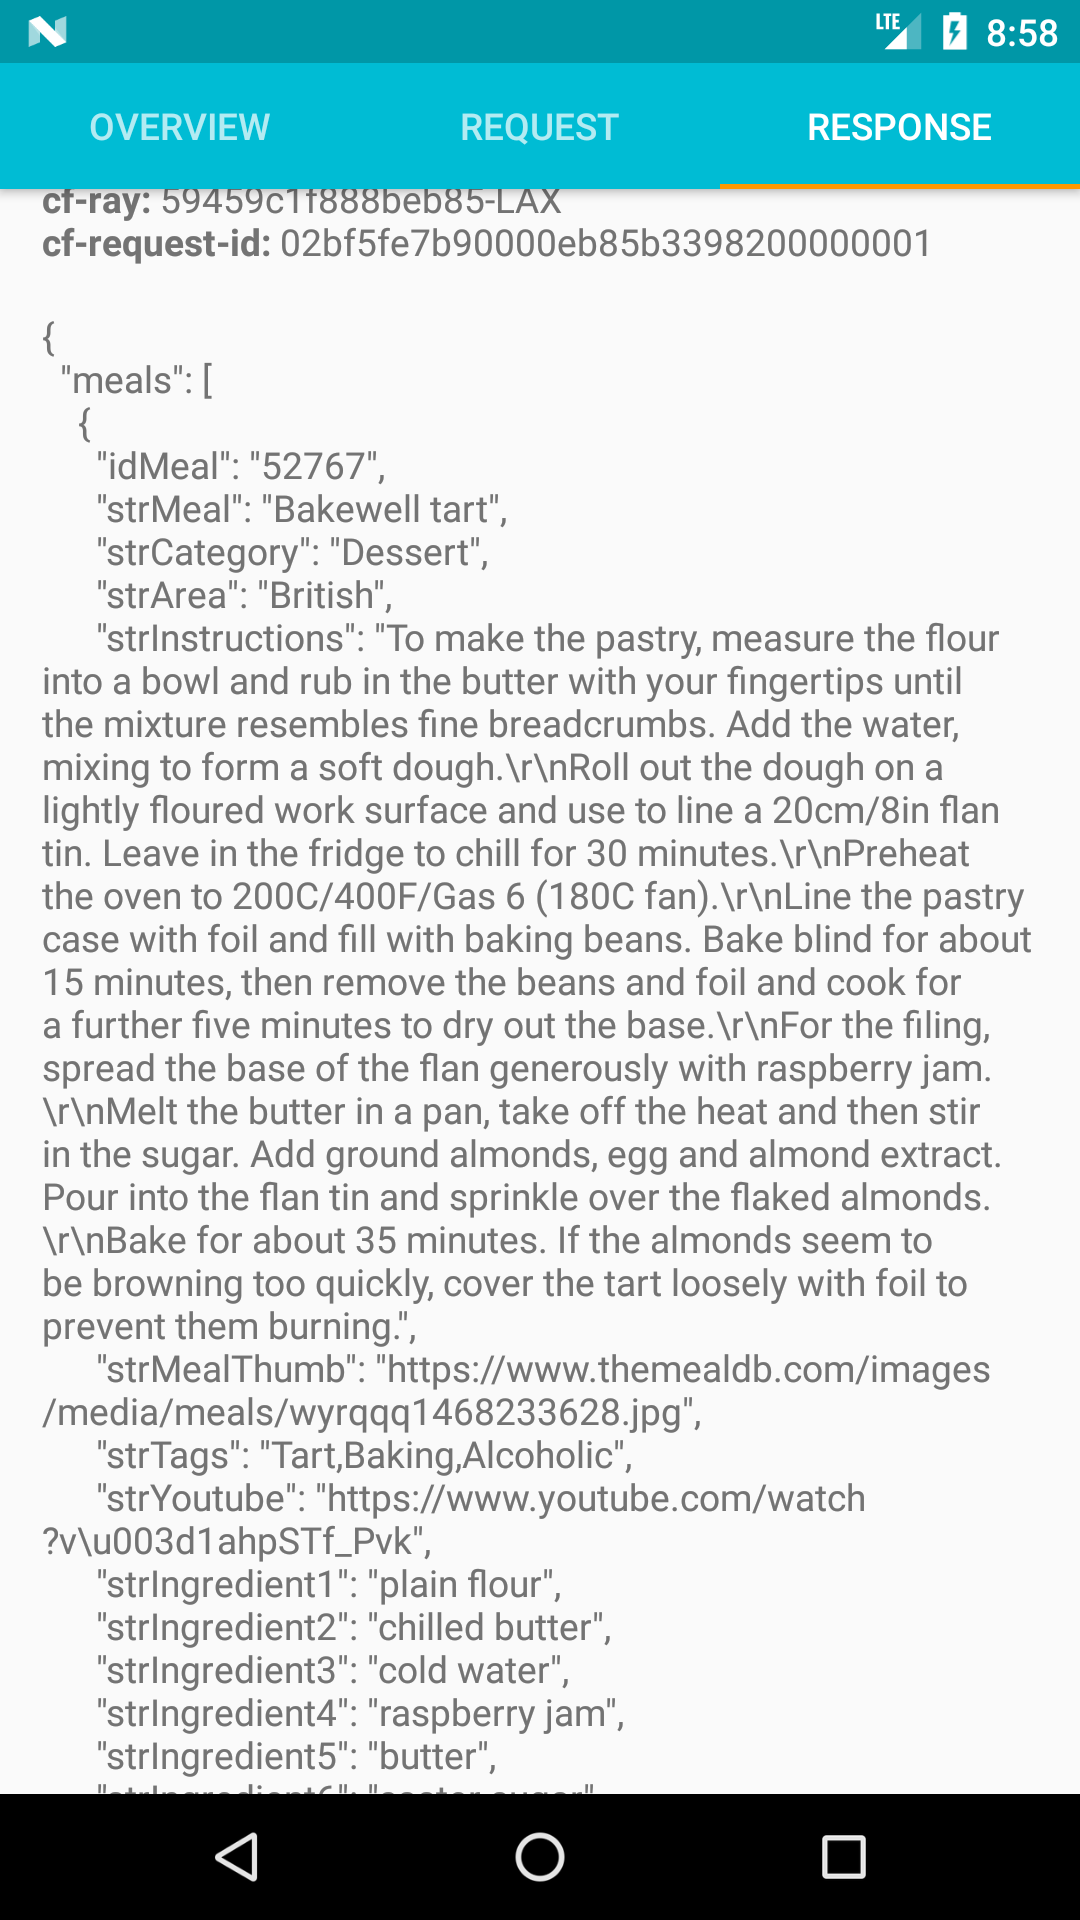 LTE 8:58
OVERVIEW REQUEST RESPONSE
cf-ray: 59459c1f888beb85-LAX
cf-request-id: 02bf5fe7b90000eb85b3398200000001
{
"meals": [
{
"idMeal": "52767",
"strMeal": "Bakewell tart",
"strCategory": "Dessert",
"strArea": "British",
"strInstructions": "To make the pastry, measure the flour
into a bowl and rub in the butter with your fingertips until
the mixture resembles fine breadcrumbs. Add the water,
mixing to form a soft dough.\r\nRoll out the dough on a
lightly floured work surface and use to line a 20cm/8in flan
tin. Leave in the fridge to chill for 30 minutes.\r\nPreheat
the oven to 200C/400F/Gas 6 (180C fan).\r\nLine the pastry
case with foil and fill with baking beans. Bake blind for about
15 minutes, then remove the beans and foil and cook for
a further five minutes to dry out the base.\r\nFor the filing,
spread the base of the flan generously with raspberry jam.
\r\nMelt the butter in a pan, take off the heat and then stir
in the sugar. Add ground almonds, egg and almond extract.
Pour into the flan tin and sprinkle over the flaked almonds.
\r\nBake for about 35 minutes. If the almonds seem to
be browning too quickly, cover the tart loosely with foil to
prevent them burning.",
"strMealThumb": "https://www.themealdb.com/images
/media/meals/wyrqqq1468233628.jpg",
"strTags": "Tart,Baking,Alcoholic",
"strYoutube": "https://www.youtube.com/watch
?v\u003d1ahpSTf_Pvk",
"strIngredient1": "plain flour",
"strIngredient2": "chilled butter",
"strIngredient3": "cold water",
"strIngredient4": "raspberry jam",
"strIngredient5": "butter",